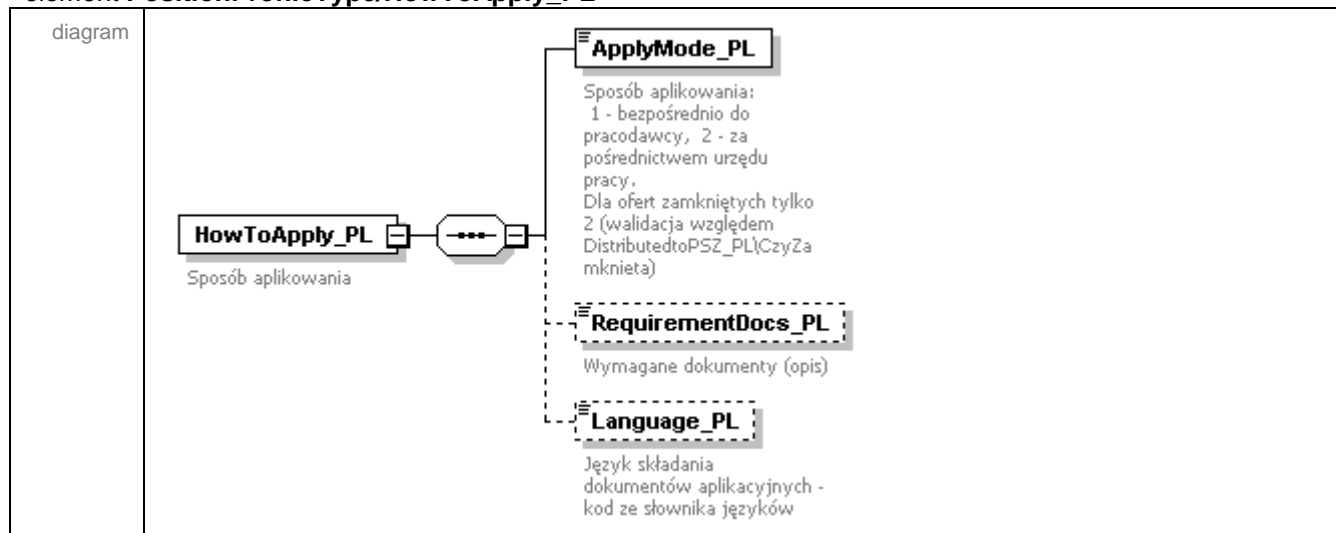 diagram
ApplyMode_PL
Sposób aplikowania:
1 - bezpośrednio do
pracodawcy, 2 - za
pośrednictwem urzędu
pracy.
Dla ofert zamkniętych tylko
2 (walidacja względem
DistributedtoPSZ_PL\CzyZa
mknieta)
HowToApply_PL
Sposób aplikowania
RequirementDocs_PL
Wymagane dokumenty (opis)
Language_PL
Język składania
dokumentów aplikacyjnych -
kod ze słownika języków